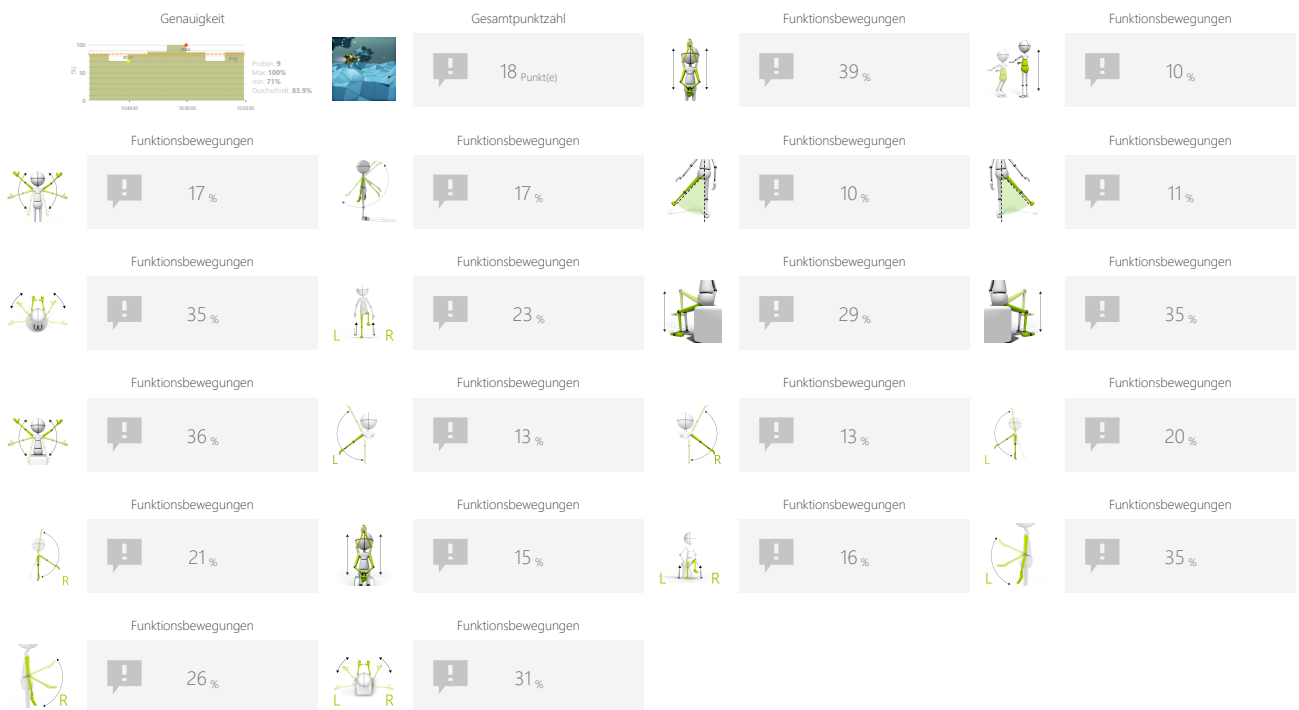 Genauigkeit
100
50
0
[%]
Proben: 9
Max: 100%
min: 71%
Durchschnitt: 83.9%
Gesamtpunktzahl
18 Punkt(e)
Funktionsbewegungen
39 %
Funktionsbewegungen
10 %
Funktionsbewegungen
17 %
Funktionsbewegungen
17 %
Funktionsbewegungen
10 %
Funktionsbewegungen
11 %
Funktionsbewegungen
35 %
Funktionsbewegungen
L R
23 %
Funktionsbewegungen
29 %
Funktionsbewegungen
35 %
Funktionsbewegungen
36 %
Funktionsbewegungen
L
13 %
Funktionsbewegungen
R
13 %
Funktionsbewegungen
L
20 %
Funktionsbewegungen
R
21 %
Funktionsbewegungen
15 %
Funktionsbewegungen
L R
16 %
Funktionsbewegungen
L
35 %
Funktionsbewegungen
R
26 %
Funktionsbewegungen
L R
31 %